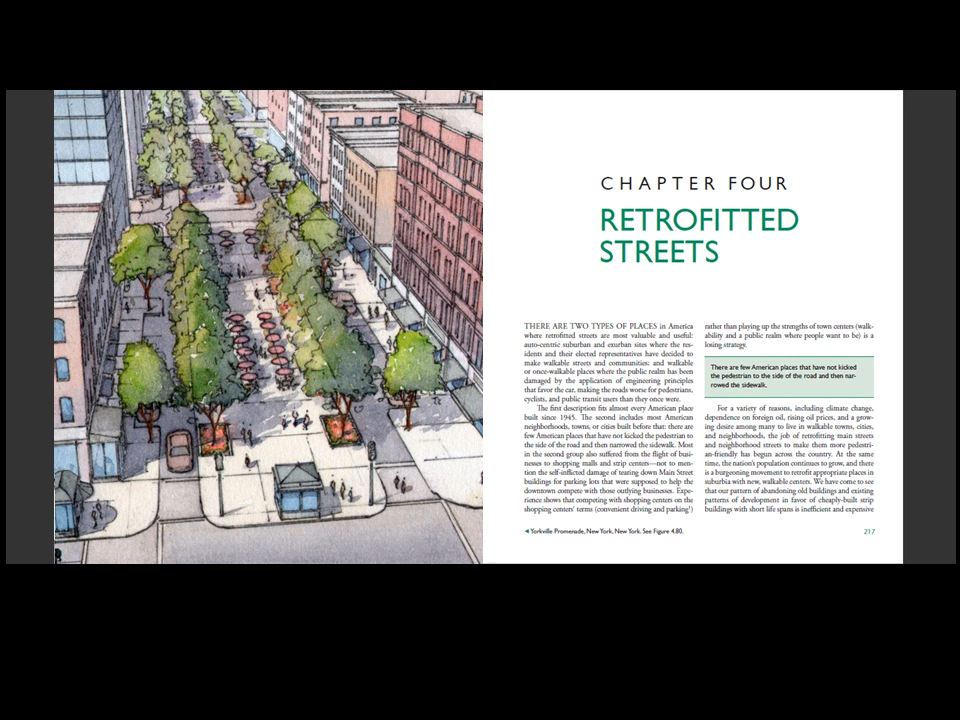 CHAPTER FOUR
RETROFITTED
STREETS
THERE ARE TWO TYPES OF PLACES in America
where retrofitted streets are most valuable and useful:
auto-centric suburban and exurban sites where the res-
idents and their elected representatives have decided to
make walkable streets and communities: and walkable
or once-walkable places where the public realm has been
damaged by the application of engineering principles
that favor the car, making the roads worse for pedestrians,
cyclists, and public transit users than they once were.
The first description fits almost every American place
built since 1945. The second includes most American
neighborhoods, towns, or cities built before that: there are
few American places that have not kicked the pedestrian to
the side of the road and then narrowed the sidewalk. Most
in the second group also suffered from the flight of busi-
nesses to shopping malls and strip centers—not to men-
tion the self-inflicted damage of tearing down Main Street
buildings for parking lots that were supposed to help the
downtown compete with those outlying businesses. Expe-
rience shows that competing with shopping centers on the
shopping centers' terms (convenient driving and parking¹)
rather than playing up the strengths of town centers (walk-
ability and a public realm where people want to be) is a
losing strategy.
There are few American places that have not kicked
the pedestrian to the side of the road and then nar-
rowed the sidewalk.
For a variety of reasons, including climate change,
dependence on foreign oil, rising oil prices, and a grow-
ing desire among many to live in walkable towns, cities,
and neighborhoods, the job of retrofitting main streets
and neighborhood streets to make them more pedestri-
an-friendly has begun across the country. At the same
time, the nation's population continues to grow, and there
is a burgeoning movement to retrofit appropriate places in
suburbia with new, walkable centers. We have come to see
that our pattern of abandoning old buildings and existing
patterns of development in favor of cheaply-built strip
buildings with short life spans is inefficient and expensive
◄ Yorkville Promenade, New York, New York. See Figure 4.80.
217